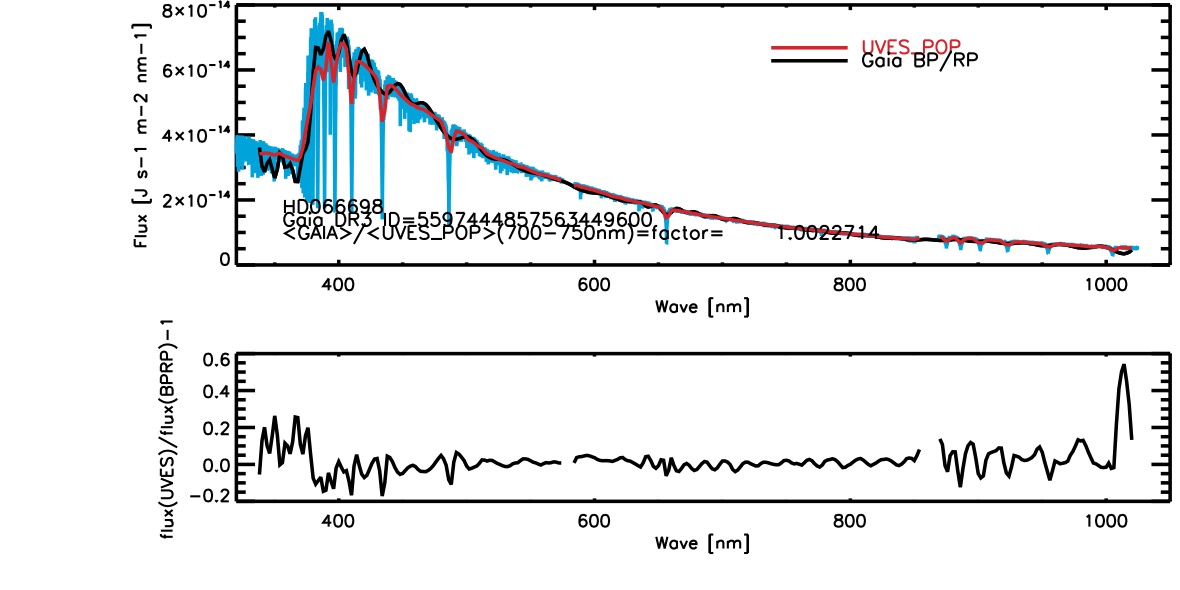 8×10−14
6×10−14
4×10−14
2×10−14
0
Flux [J s−1 m−2 nm−1]
UVES_POP
Gaia BP/RP
HD066698
Gaia DR3 ID=5597444857563449600
<GAIA>/<UVES_POP>(700−750nm)=factor= 1.0022714
400 600 800 1000
Wave [nm]
0.6
0.4
0.2
0.0
−0.2
flux(UVES)/flux(BPRP)−1
400 600 800 1000
Wave [nm]